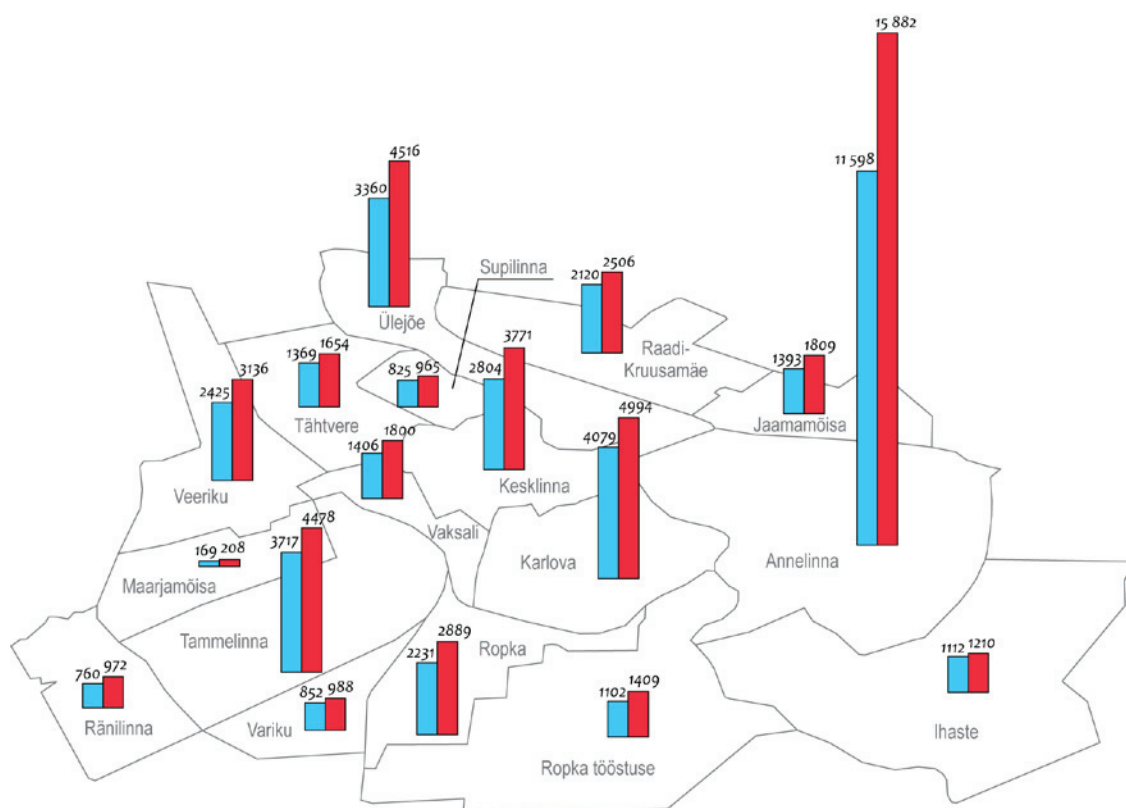 15 882
11 598
4516
3360
Ülejõe
Supilinna
2120 2506
Raadi-
Kruusamäe
1393 1809
Jaamamõisa
1369 1654
Tähtvere
825 965
2804 3771
Kesklinna
2425 3136
Veeriku
1406 1800
Vaksali
4079 4994
Karlova
Annelinna
169 208
Maarjamõisa
3717 4478
Tammelinna
2231 2889
Ropka
760 972
Ränilinna
852 988
Variku
1102 1409
Ropka tööstuse
1112 1210
Ihaste